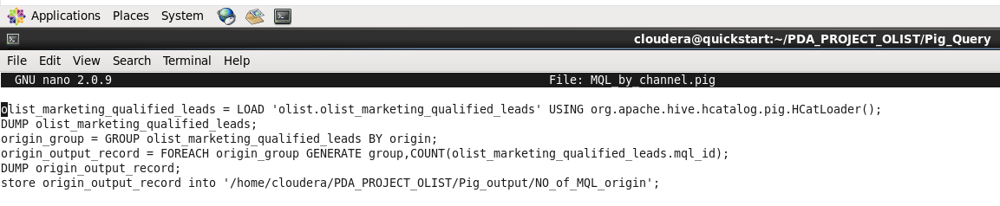 Applications Places System
cloudera@quickstart:~/PDA_PROJECT_OLIST/Pig_Query
File Edit View Search Terminal Help
GNU nano 2.0.9 File: MQL_by_channel.pig
olist_marketing_qualified_leads = LOAD 'olist.olist_marketing_qualified_leads' USING org.apache.hive.hcatalog.pig.HCatLoader();
DUMP olist_marketing_qualified_leads;
origin_group = GROUP olist_marketing_qualified_leads BY origin;
origin_output_record = FOREACH origin_group GENERATE group,COUNT(olist_marketing_qualified_leads.mql_id);
DUMP origin_output_record;
store origin_output_record into '/home/cloudera/PDA_PROJECT_OLIST/Pig_output/NO_of_MQL_origin';